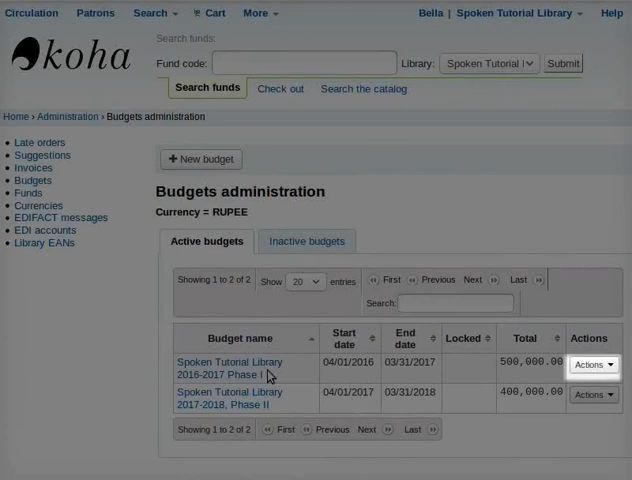 Circulation Patrons Search Cart More Bella | Spoken Tutorial Library Help
koha
Search funds:
Fund code: Library: Spoken Tutorial l Submit
Search funds Check out Search the catalog
Home › Administration › Budgets administration
Late orders
Suggestions
Invoices
Budgets
Funds
Currencies
EDIFACT messages
EDI accounts
Library EANs
+ New budget
Budgets administration
Currency = RUPEE
Active budgets Inactive budgets
Showing 1 to 2 of 2 Show 20 entries First Previous Next Last
Search:
Budget name Start date End date Locked Total Actions
Spoken Tutorial Library 2016-2017 Phase I 04/01/2016 03/31/2017 500,000.00 Actions
Spoken Tutorial Library 2017-2018, Phase II 04/01/2017 03/31/2018 400,000.00 Actions
Showing 1 to 2 of 2 First Previous Next Last